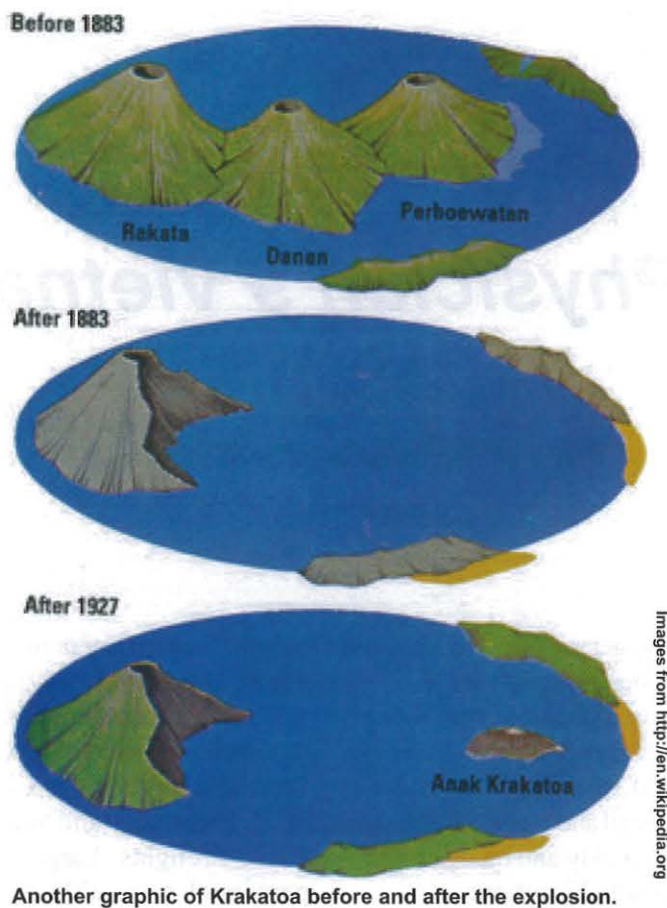 Before 1883
Rakata
Danan
Perboewatan
After 1883
After 1927
Anak Krakatoa
Images from http://en.wikipedia.org
Another graphic of Krakatoa before and after the explosion.